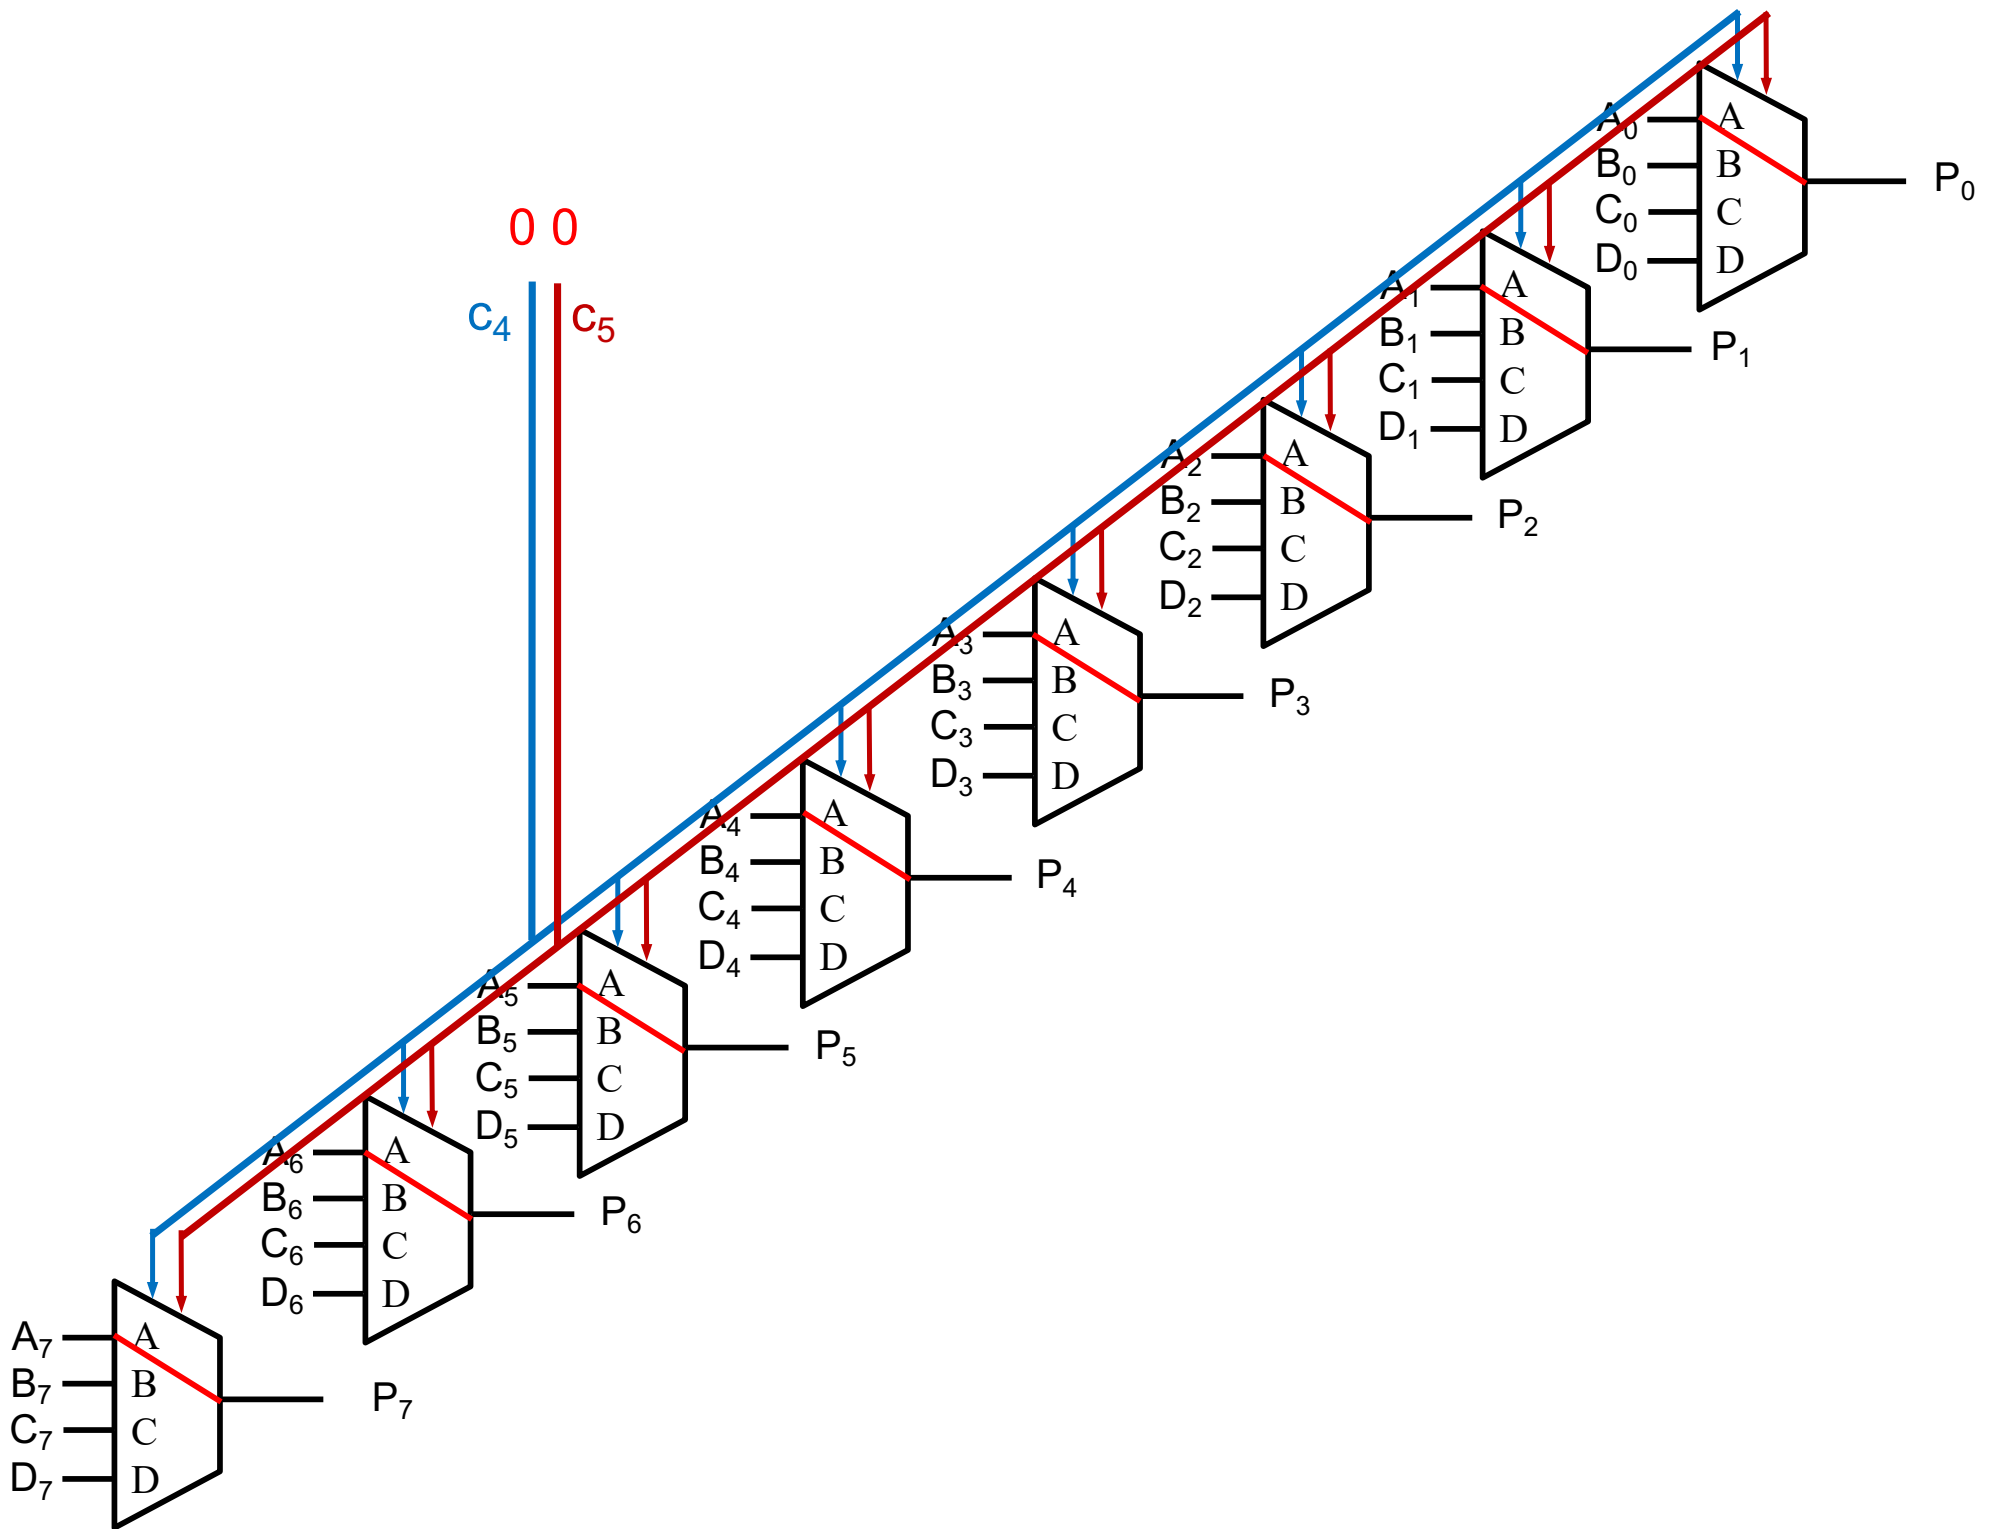 0 0
c4 c5
A0 A
B0 B
C0 C
D0 D
P0
A1 A
B1 B
C1 C
D1 D
P1
A2 A
B2 B
C2 C
D2 D
P2
A3 A
B3 B
C3 C
D3 D
P3
A4 A
B4 B
C4 C
D4 D
P4
A5 A
B5 B
C5 C
D5 D
P5
A6 A
B6 B
C6 C
D6 D
P6
A7 A
B7 B
C7 C
D7 D
P7